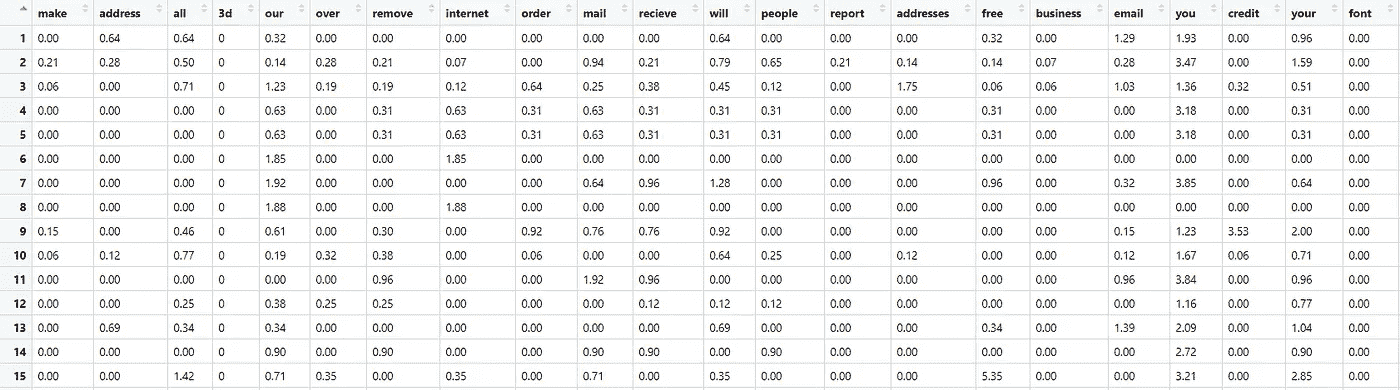 make address all 3d our over remove internet order mail recieve will people report addresses free business email you credit your font
1 0.00 0.64 0.64 0 0.32 0.00 0.00 0.00 0.00 0.00 0.00 0.64 0.00 0.00 0.00 0.32 0.00 1.29 1.93 0.00 0.96 0.00
2 0.21 0.28 0.50 0 0.14 0.28 0.21 0.07 0.00 0.94 0.21 0.79 0.65 0.21 0.14 0.14 0.07 0.28 3.47 0.00 1.59 0.00
3 0.06 0.00 0.71 0 1.23 0.19 0.19 0.12 0.64 0.25 0.38 0.45 0.12 0.00 1.75 0.06 0.06 1.03 1.36 0.32 0.51 0.00
4 0.00 0.00 0.00 0 0.63 0.00 0.31 0.63 0.31 0.63 0.31 0.31 0.31 0.00 0.00 0.31 0.00 0.00 3.18 0.00 0.31 0.00
5 0.00 0.00 0.00 0 0.63 0.00 0.31 0.63 0.31 0.63 0.31 0.31 0.31 0.00 0.00 0.31 0.00 0.00 3.18 0.00 0.31 0.00
6 0.00 0.00 0.00 0 1.85 0.00 0.00 1.85 0.00 0.00 0.00 0.00 0.00 0.00 0.00 0.00 0.00 0.00 0.00 0.00 0.00 0.00
7 0.00 0.00 0.00 0 1.92 0.00 0.00 0.00 0.00 0.64 0.96 1.28 0.00 0.00 0.00 0.96 0.00 0.32 3.85 0.00 0.64 0.00
8 0.00 0.00 0.00 0 1.88 0.00 0.00 1.88 0.00 0.00 0.00 0.00 0.00 0.00 0.00 0.00 0.00 0.00 0.00 0.00 0.00 0.00
9 0.15 0.00 0.46 0 0.61 0.00 0.30 0.00 0.92 0.76 0.76 0.92 0.00 0.00 0.00 0.00 0.00 0.15 1.23 3.53 2.00 0.00
10 0.06 0.12 0.77 0 0.19 0.32 0.38 0.00 0.06 0.00 0.00 0.64 0.25 0.00 0.12 0.00 0.00 0.12 1.67 0.06 0.71 0.00
11 0.00 0.00 0.00 0 0.00 0.00 0.96 0.00 0.00 1.92 0.96 0.00 0.00 0.00 0.00 0.00 0.00 0.96 3.84 0.00 0.96 0.00
12 0.00 0.00 0.25 0 0.38 0.25 0.25 0.00 0.00 0.00 0.12 0.12 0.12 0.00 0.00 0.00 0.00 0.00 1.16 0.00 0.77 0.00
13 0.00 0.69 0.34 0 0.34 0.00 0.00 0.00 0.00 0.00 0.00 0.69 0.00 0.00 0.00 0.34 0.00 1.39 2.09 0.00 1.04 0.00
14 0.00 0.00 0.00 0 0.90 0.00 0.90 0.00 0.00 0.90 0.90 0.00 0.90 0.00 0.00 0.00 0.00 0.00 2.72 0.00 0.90 0.00
15 0.00 0.00 1.42 0 0.71 0.35 0.00 0.35 0.00 0.71 0.00 0.35 0.00 0.00 0.00 5.35 0.00 0.00 3.21 0.00 2.85 0.00